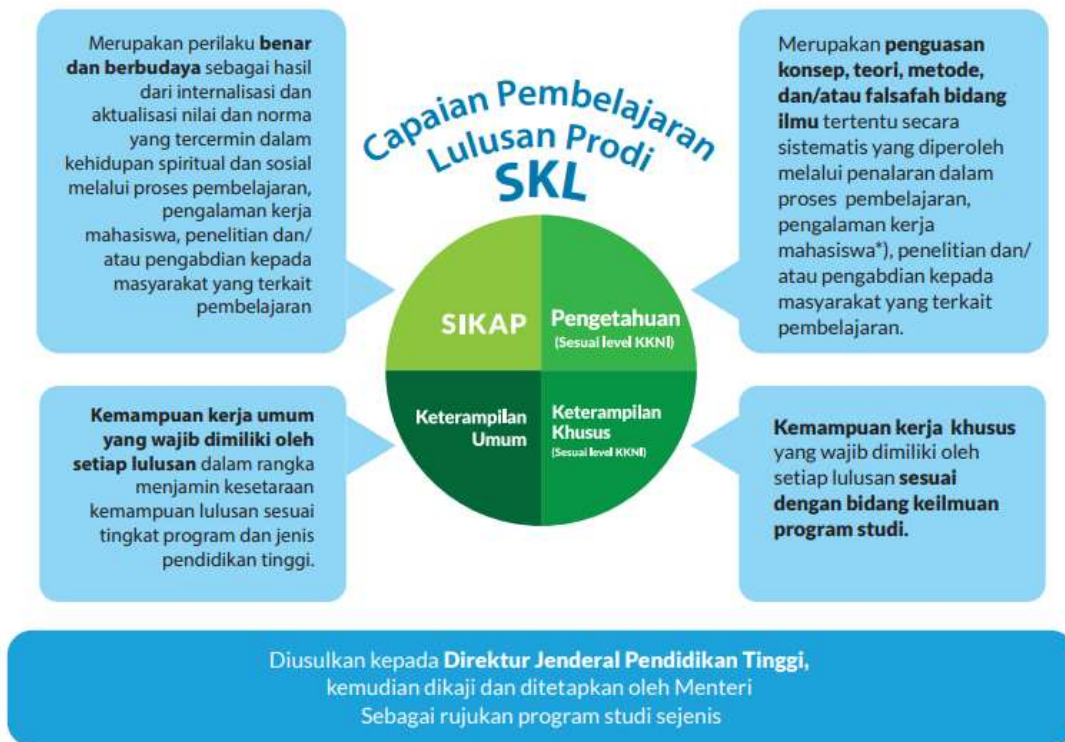 Merupakan perilaku benar
dan berbudaya sebagai hasil
dari internalisasi dan
aktualisasi nilai dan norma
yang tercermin dalam
kehidupan spiritual dan sosial
melalui proses pembelajaran,
pengalaman kerja
mahasiswa, penelitian dan/
atau pengabdian kepada
masyarakat yang terkait
pembelajaran
Capaian Pembelajaran
Lulusan Prodi
SKL
Merupakan penguasan
konsep, teori, metode,
dan/atau falsafah bidang
ilmu tertentu secara
sistematis yang diperoleh
melalui penalaran dalam
proses pembelajaran,
pengalaman kerja
mahasiswa*), penelitian dan/
atau pengabdian kepada
masyarakat yang terkait
pembelajaran.
SIKAP
Pengetahuan
(Sesuai level KKNI)
Keterampilan
Umum
Keterampilan
Khusus
(Sesuai level KKNI)
Kemampuan kerja umum
yang wajib dimiliki oleh
setiap lulusan dalam rangka
menjamin kesetaraan
kemampuan lulusan sesuai
tingkat program dan jenis
pendidikan tinggi.
Kemampuan kerja khusus
yang wajib dimiliki oleh
setiap lulusan sesuai
dengan bidang keilmuan
program studi.
Diusulkan kepada Direktur Jenderal Pendidikan Tinggi,
kemudian dikaji dan ditetapkan oleh Menteri
Sebagai rujukan program studi sejenis